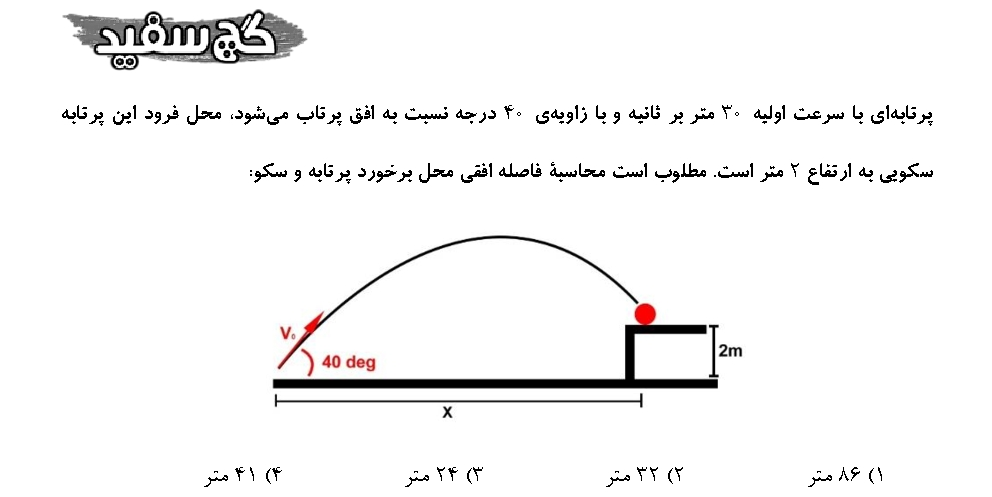 گچ سفید
پرتابه‌ای با سرعت اولیه ۳۰ متر بر ثانیه و با زاویه‌ی ۴۰ درجه نسبت به افق پرتاب می‌شود، محل فرود این پرتابه
سکویی به ارتفاع ۲ متر است. مطلوب است محاسبهٔ فاصله افقی محل برخورد پرتابه و سکو:
V₀
40 deg
2m
X
۱) ۸۶ متر ۲) ۳۲ متر ۳) ۲۴ متر ۴) ۴۱ متر